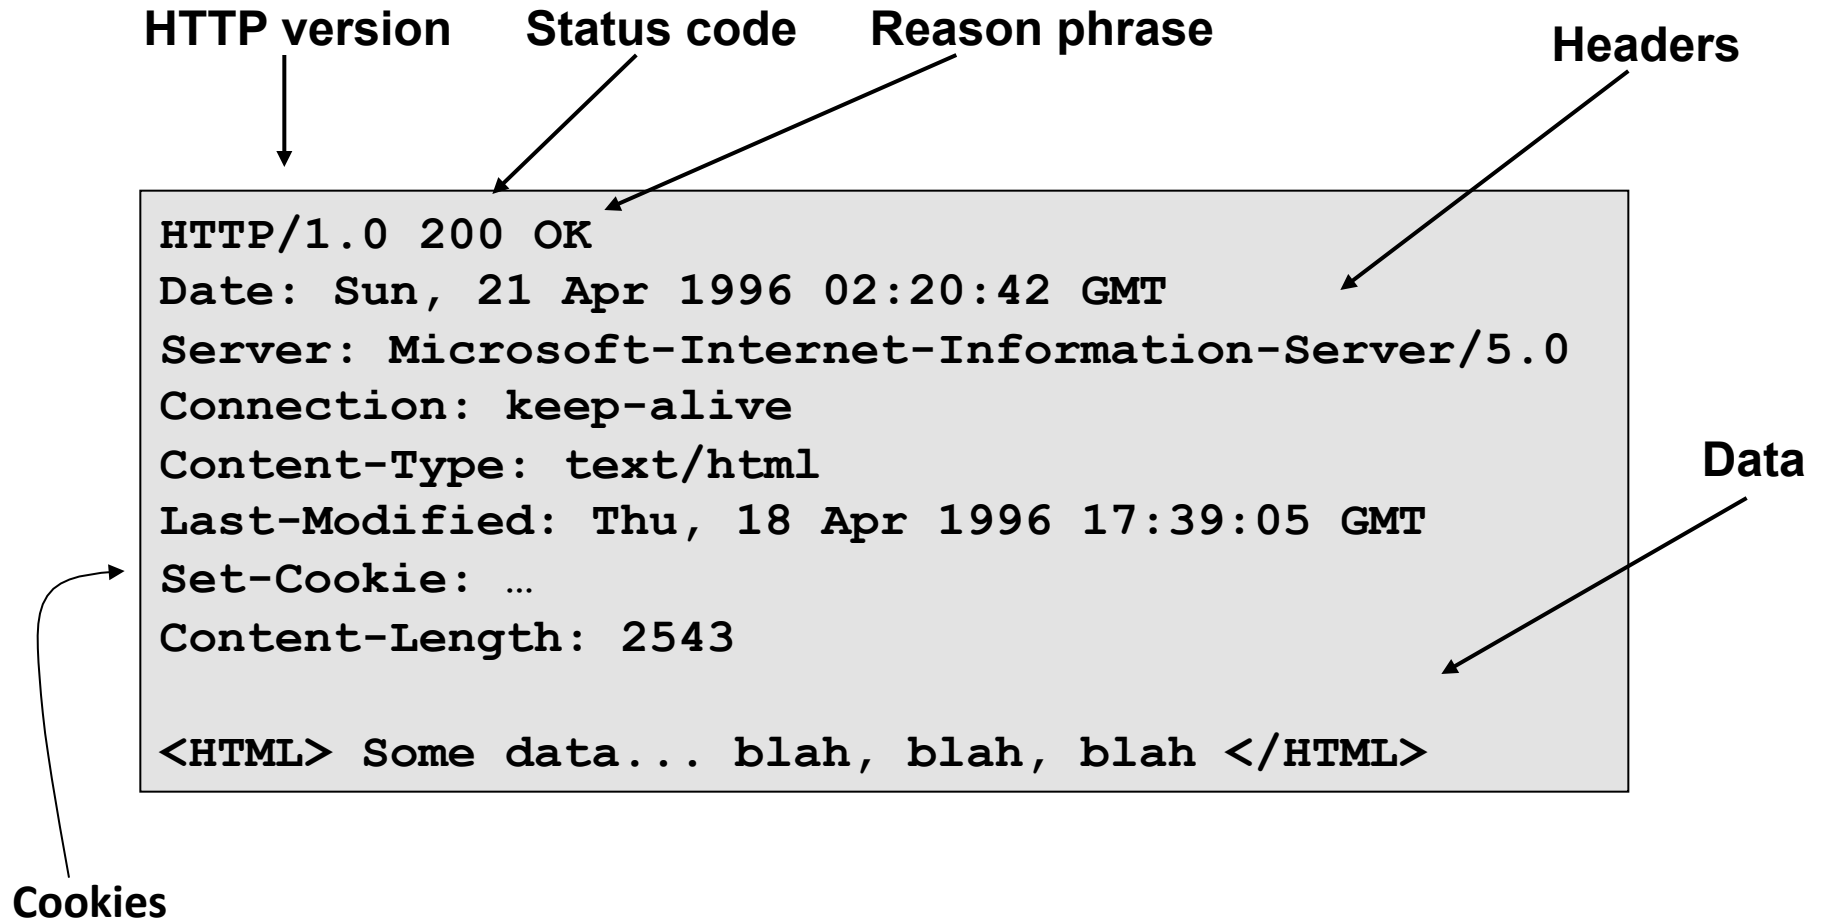 HTTP version Status code Reason phrase
Headers
HTTP/1.0 200 OK
Date: Sun, 21 Apr 1996 02:20:42 GMT
Server: Microsoft-Internet-Information-Server/5.0
Connection: keep-alive
Content-Type: text/html
Data
Last-Modified: Thu, 18 Apr 1996 17:39:05 GMT
Set-Cookie: …
Content-Length: 2543
<HTML> Some data... blah, blah, blah </HTML>
Cookies